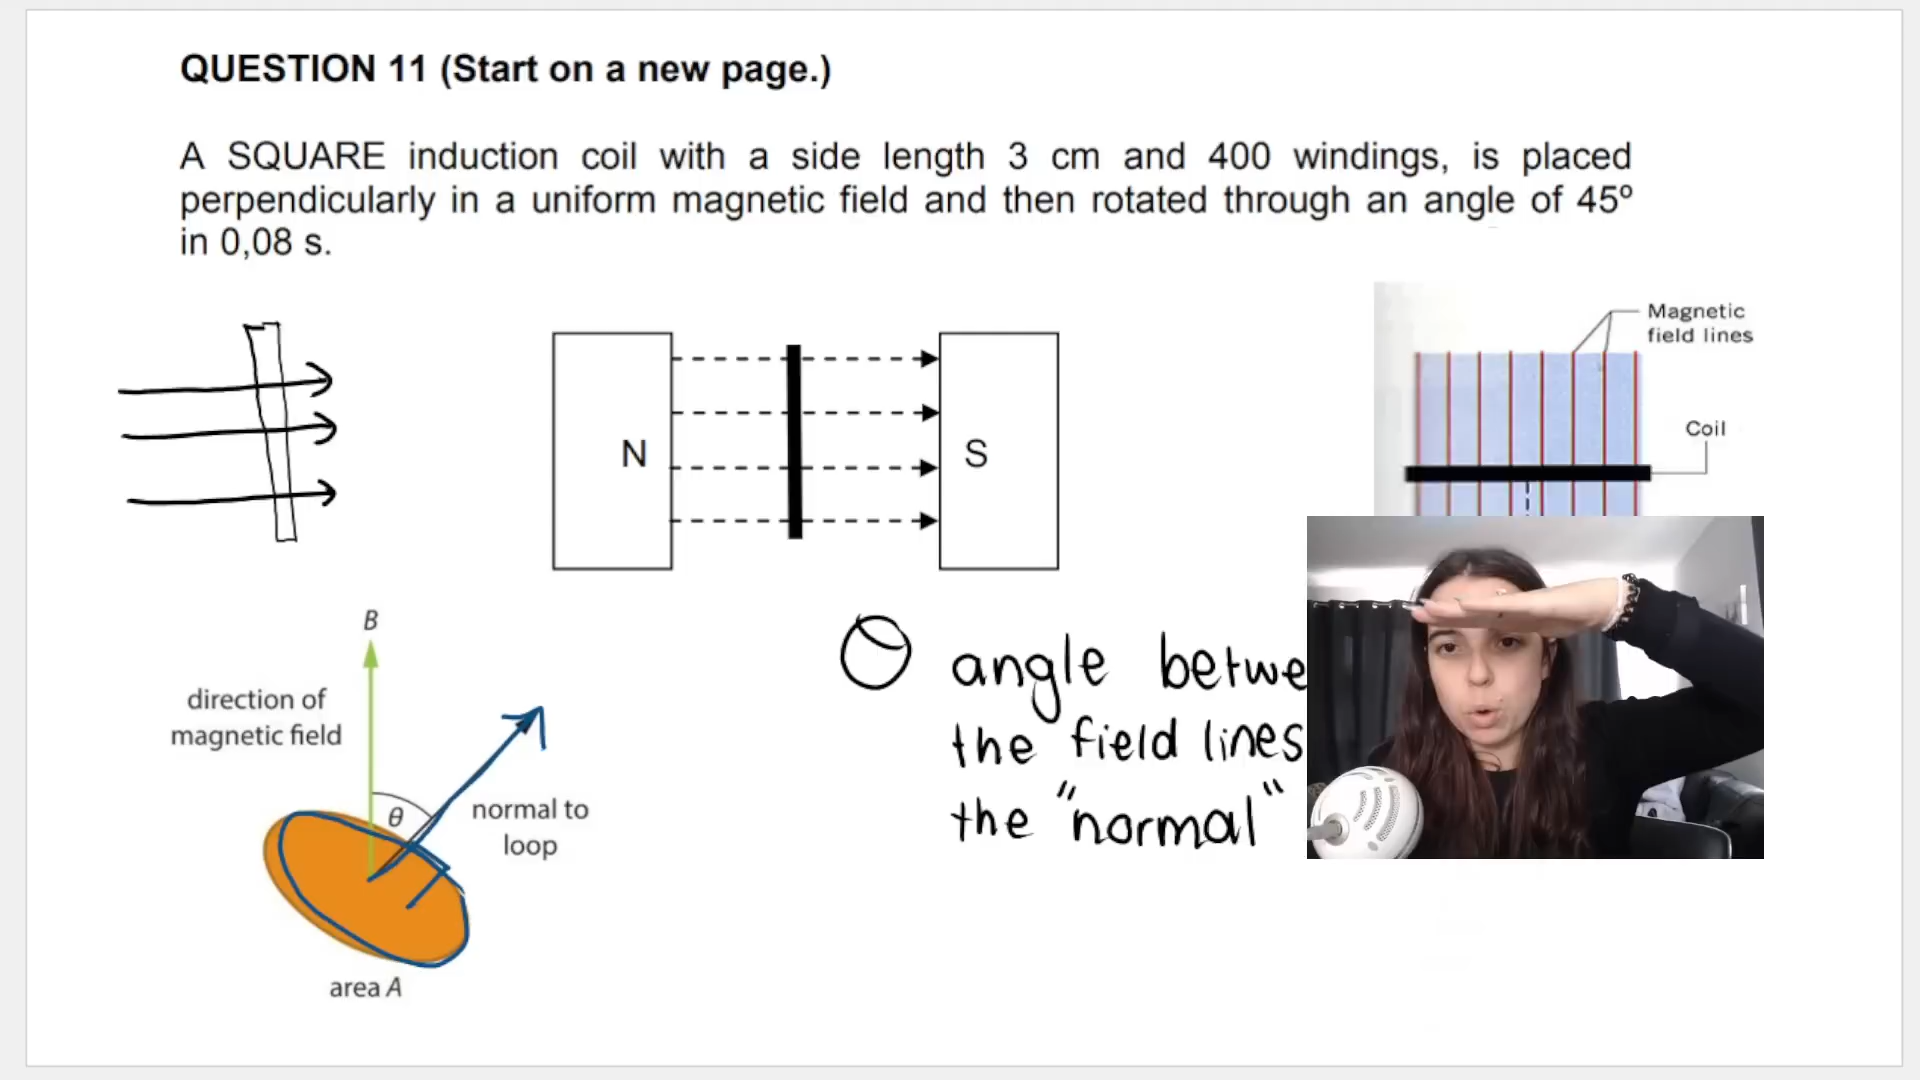 QUESTION 11 (Start on a new page.)
A SQUARE induction coil with a side length 3 cm and 400 windings, is placed
perpendicularly in a uniform magnetic field and then rotated through an angle of 45º
in 0,08 s.
Magnetic
field lines
Coil
N
S
B
direction of
magnetic field
θ
normal to
loop
area A
θ angle
the field lines
the "normal"